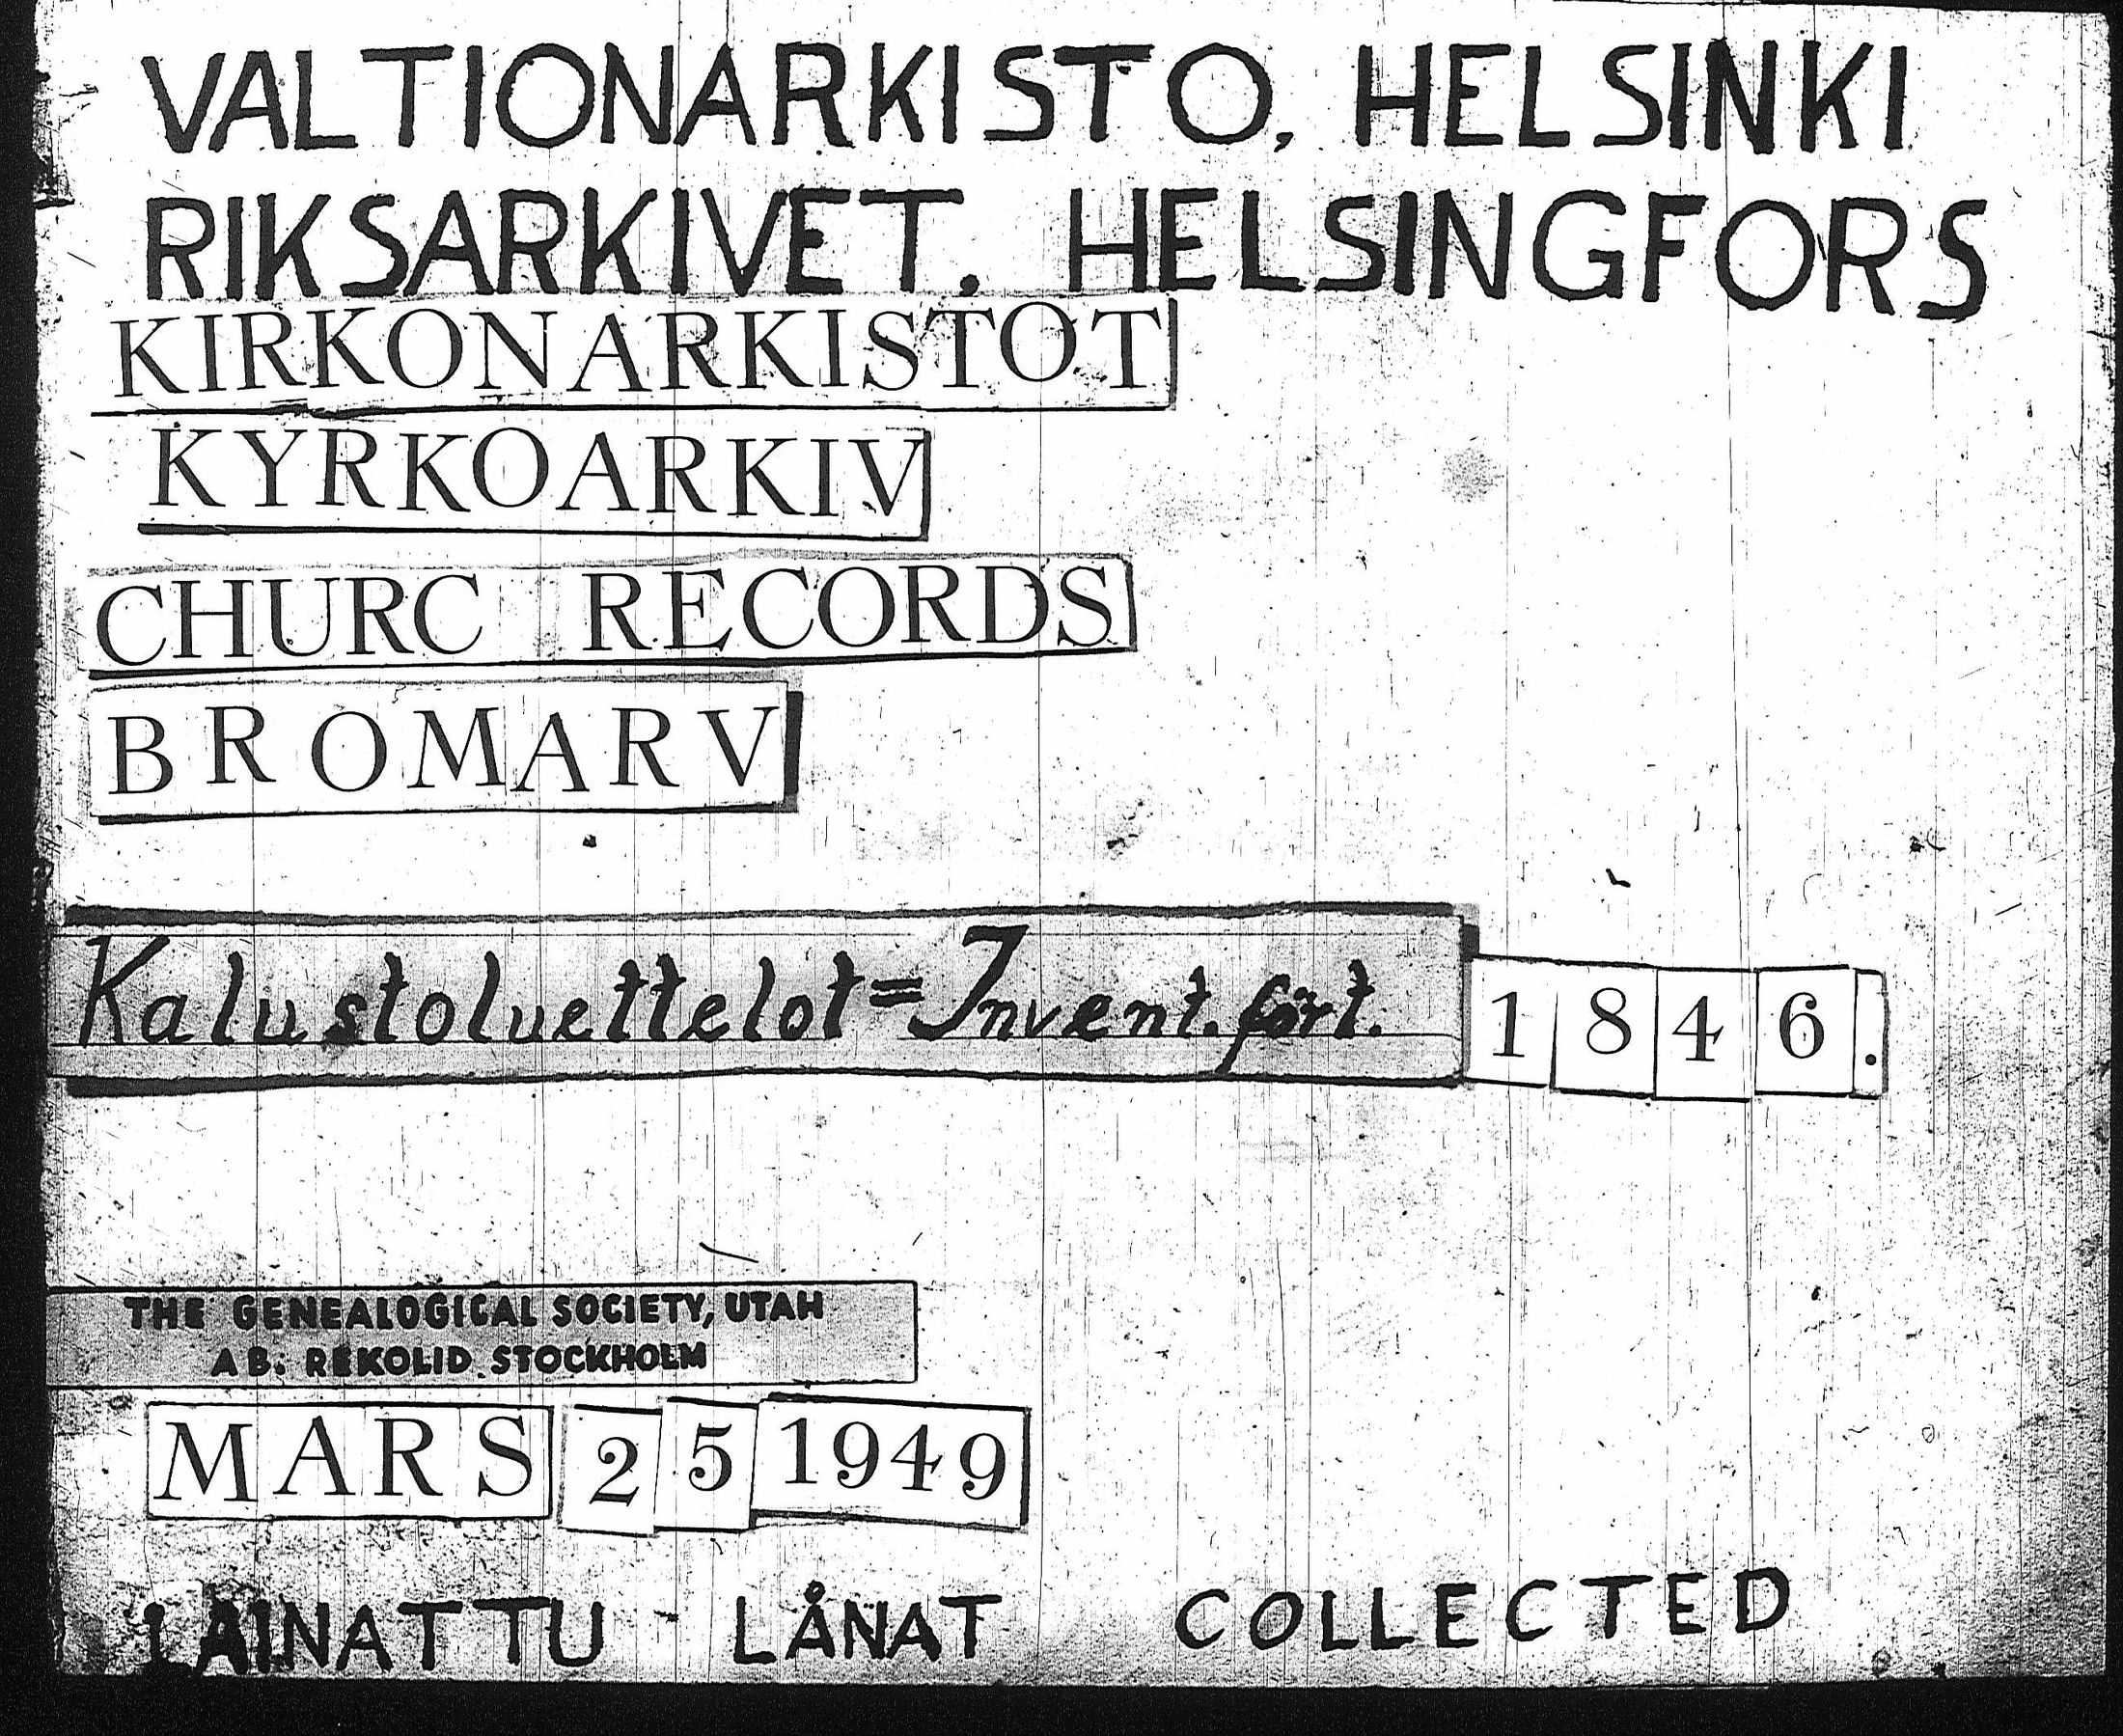 VALTIONARKISTO, HELSINKI
RIKSARKIVET. HELSINGFORS
KIRKONARKISTOT
KYRKOARKIV
CHURC RECORDS
BROMARV
Kalustoluettelot=Invent.fört. 1846.
THE GENEALOGICAL SOCIETY, UTAH
AB: REKOLID STOCKHOLM
MARS 25 1949
LAINATTU LÅNAT COLLECTED